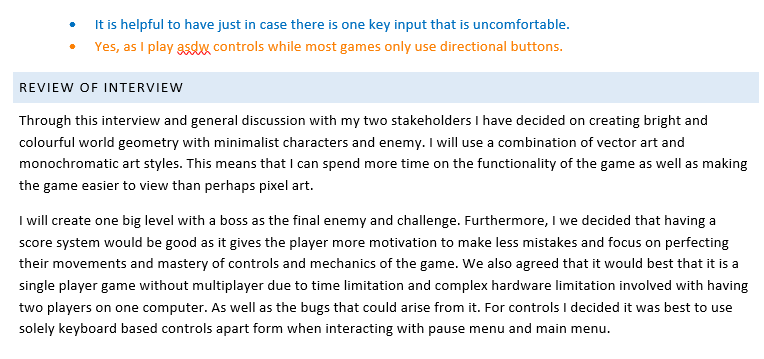 • It is helpful to have just in case there is one key input that is uncomfortable.
• Yes, as I play asdw controls while most games only use directional buttons.
REVIEW OF INTERVIEW
Through this interview and general discussion with my two stakeholders I have decided on creating bright and
colourful world geometry with minimalist characters and enemy. I will use a combination of vector art and
monochromatic art styles. This means that I can spend more time on the functionality of the game as well as making
the game easier to view than perhaps pixel art.
I will create one big level with a boss as the final enemy and challenge. Furthermore, I we decided that having a
score system would be good as it gives the player more motivation to make less mistakes and focus on perfecting
their movements and mastery of controls and mechanics of the game. We also agreed that it would best that it is a
single player game without multiplayer due to time limitation and complex hardware limitation involved with having
two players on one computer. As well as the bugs that could arise from it. For controls I decided it was best to use
solely keyboard based controls apart form when interacting with pause menu and main menu.